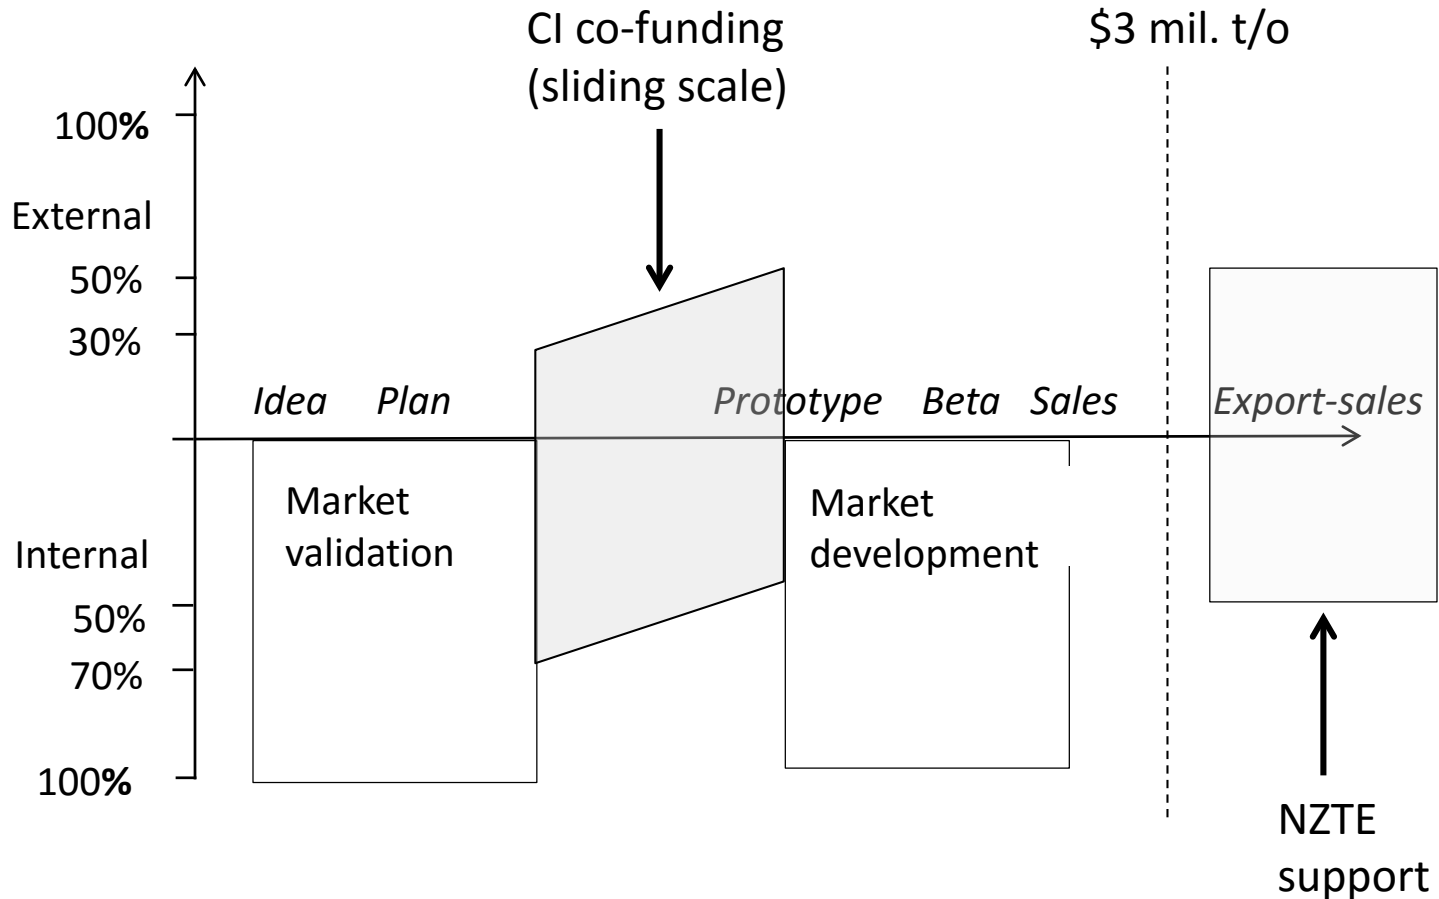 CI co-funding
(sliding scale)
$3 mil. t/o
100%
External
50%
30%
Idea Plan Prototype Beta Sales Export-sales
Market
validation
Market
development
Internal
50%
70%
100%
NZTE
support